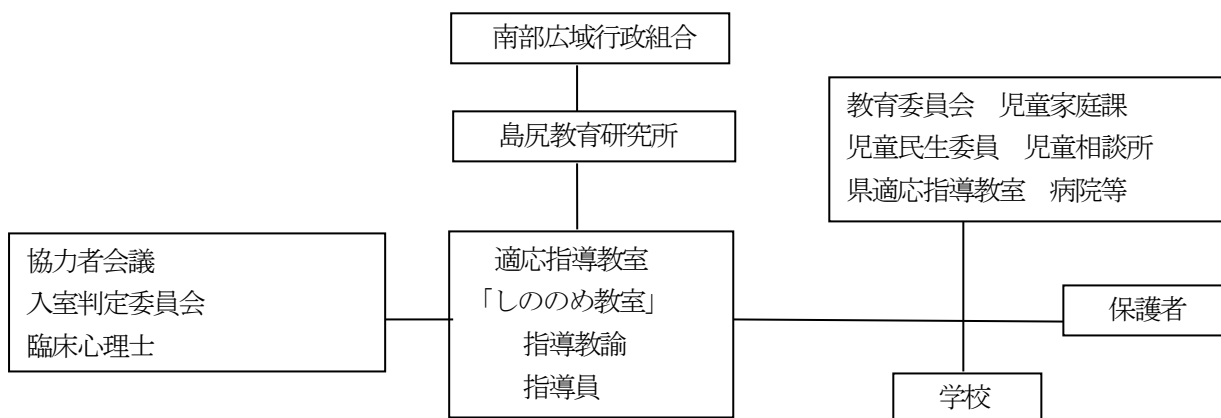 南部広域行政組合
島尻教育研究所
教育委員会　児童家庭課
児童民生委員　児童相談所
県適応指導教室　病院等
協力者会議
入室判定委員会
臨床心理士
適応指導教室
「しののめ教室」
指導教諭
指導員
保護者
学校